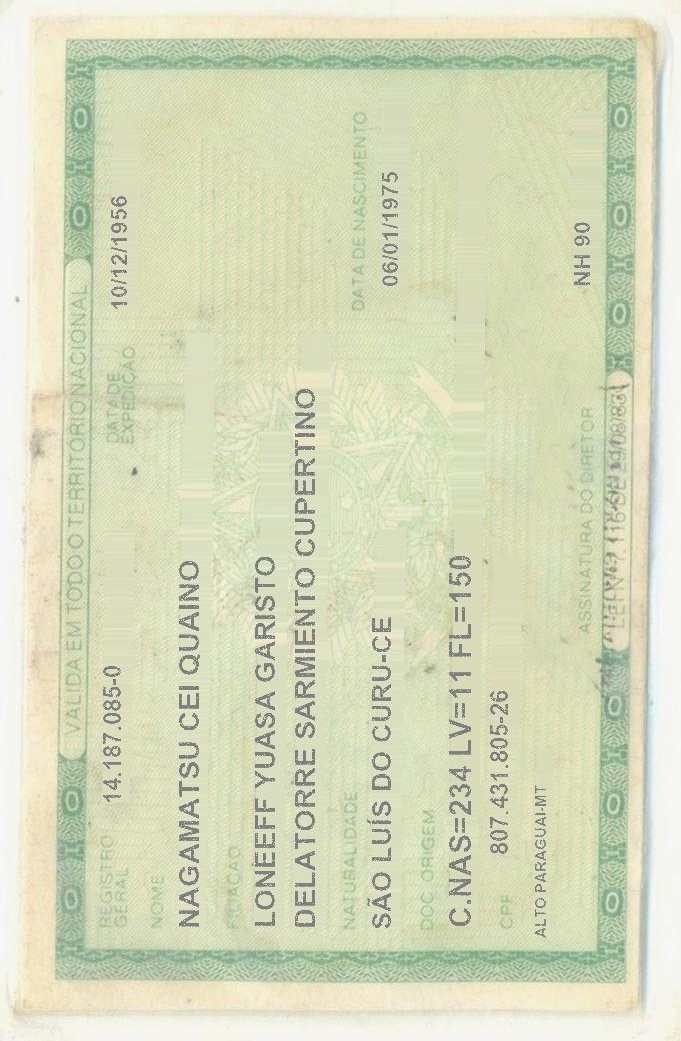 VALIDA EM TODO O TERRITÓRIO NACIONAL
REGISTRO GERAL 14.187.085-0 DATA DE EXPEDIÇÃO 10/12/1956
NOME
NAGAMATSU CEI QUAINO
FILIAÇÃO
LONEEFF YUASA GARISTO
DELATORRE SARMIENTO CUPERTINO
NATURALIDADE DATA DE NASCIMENTO
SÃO LUÍS DO CURU-CE 06/01/1975
DOC ORIGEM
C.NAS=234 LV=11 FL=150
CPF 807.431.805-26
ALTO PARAGUAI-MT
NH 90
ASSINATURA DO DIRETOR
LEI Nº 7.116 DE 29/08/83